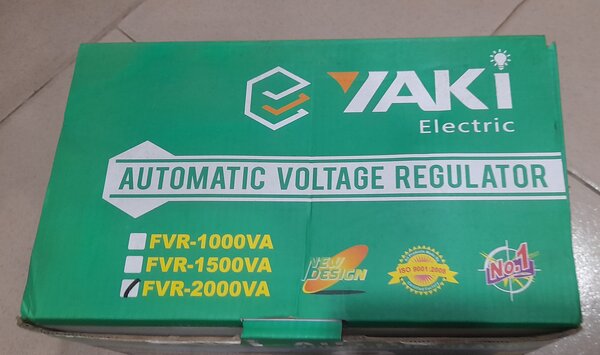 YAKi
Electric
AUTOMATIC VOLTAGE REGULATOR
FVR-1000VA
FVR-1500VA
FVR-2000VA
NEW DESIGN
ISO 9001:2008
NO.1